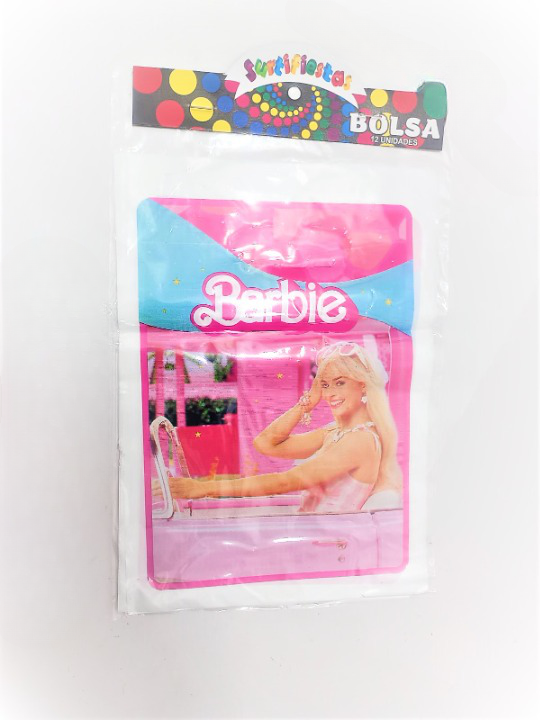 Surtifiestas
BOLSA
12 UNIDADES
Barbie